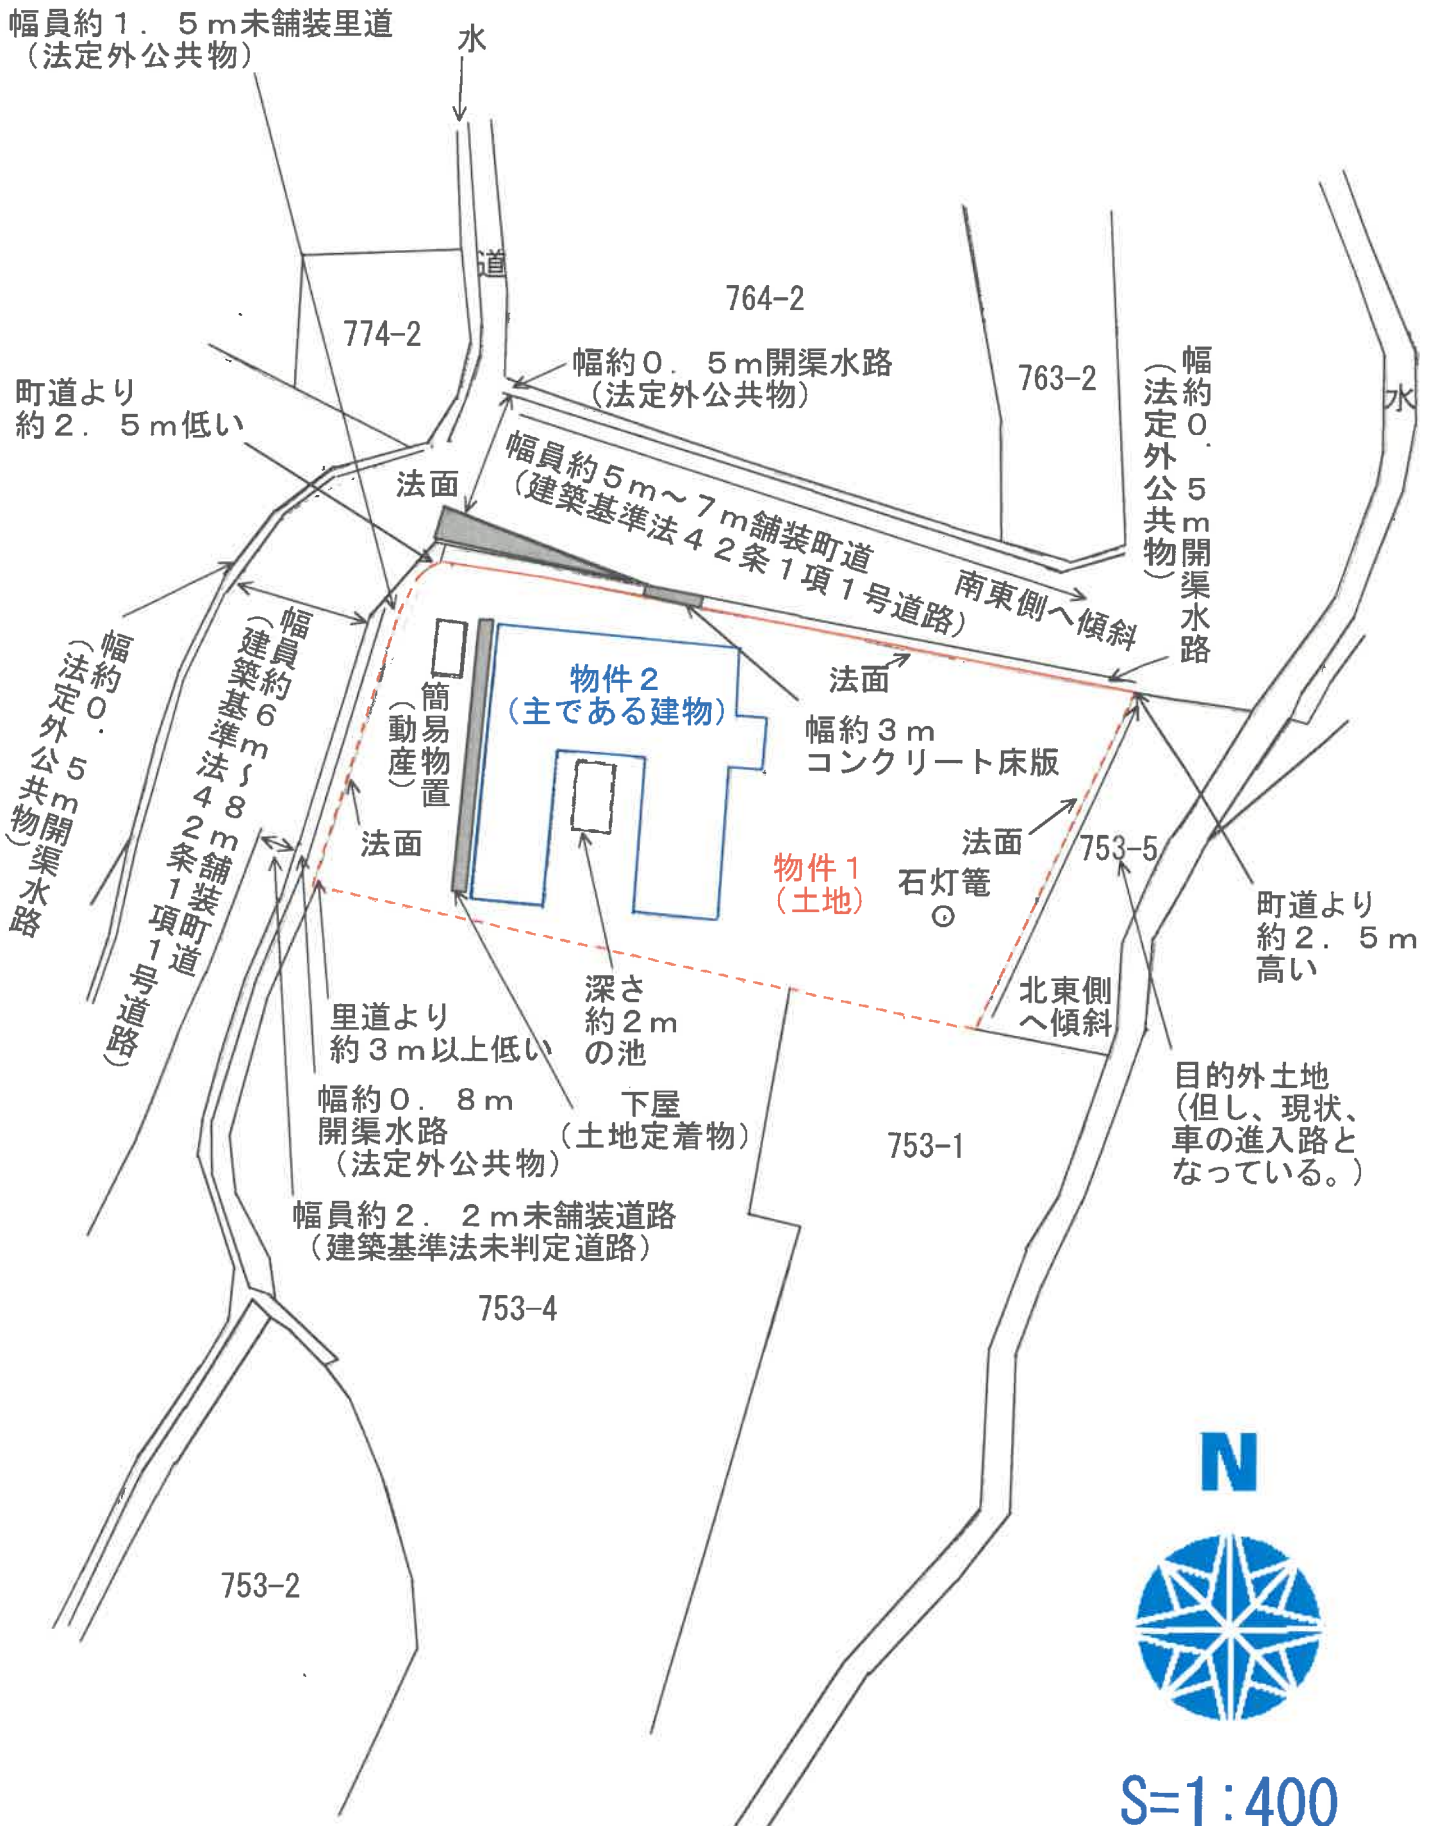 幅員約１．５ｍ未舗装里道
（法定外公共物）
水
道
774-2
764-2
763-2
幅約０．５ｍ開渠水路
（法定外公共物）
町道より
約２．５ｍ低い
法面
幅員約５ｍ～７ｍ舗装町道
（建築基準法４２条１項１号道路）
南東側へ傾斜
幅約０．５ｍ開渠水路
（法定外公共物）
水
幅約０．５ｍ開渠水路
（法定外公共物）
幅員約６ｍ～８ｍ舗装町道
（建築基準法４２条１項１号道路）
簡易物置
（動産）
物件２
（主である建物）
法面
幅約３ｍ
コンクリート床版
法面
法面
753-5
物件１
（土地）
石灯篭
町道より
約２．５ｍ
高い
里道より
約３ｍ以上低い
深さ
約２ｍ
の池
北東側
へ傾斜
幅約０．８ｍ
開渠水路
（法定外公共物）
下屋
（土地定着物）
753-1
目的外土地
（但し、現状、
車の進入路と
なっている。）
幅員約２．２ｍ未舗装道路
（建築基準法未判定道路）
753-4
753-2
N
S=1:400